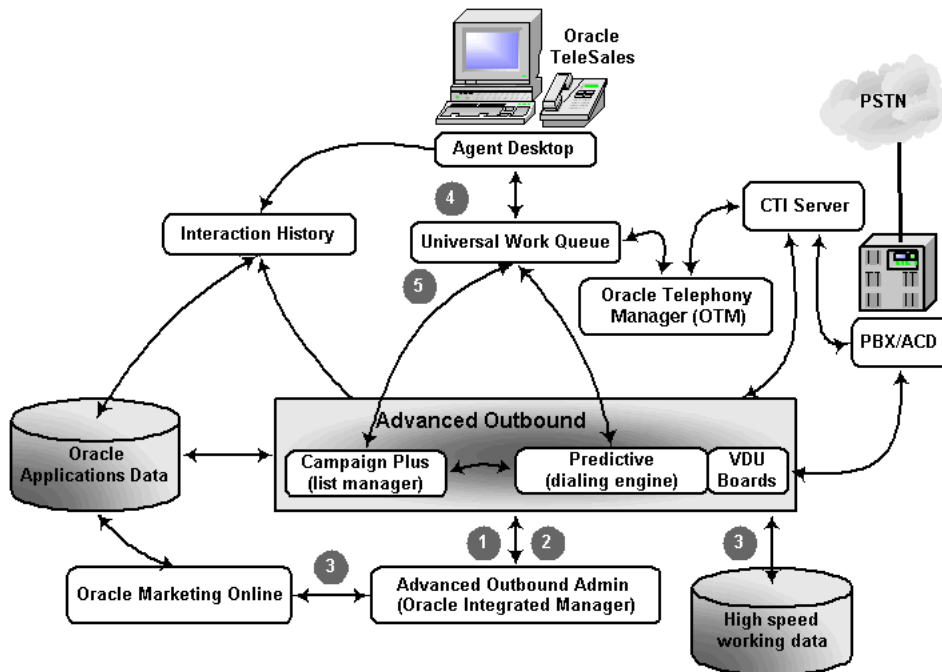 Oracle
TeleSales
PSTN
Agent Desktop
4
CTI Server
Interaction History
Universal Work Queue
5
Oracle Telephony
Manager (OTM)
PBX/ACD
Advanced Outbound
Oracle
Applications Data
Campaign Plus
(list manager)
Predictive
(dialing engine)
VDU
Boards
1
2
3
3
Oracle Marketing Online
Advanced Outbound Admin
(Oracle Integrated Manager)
High speed
working data